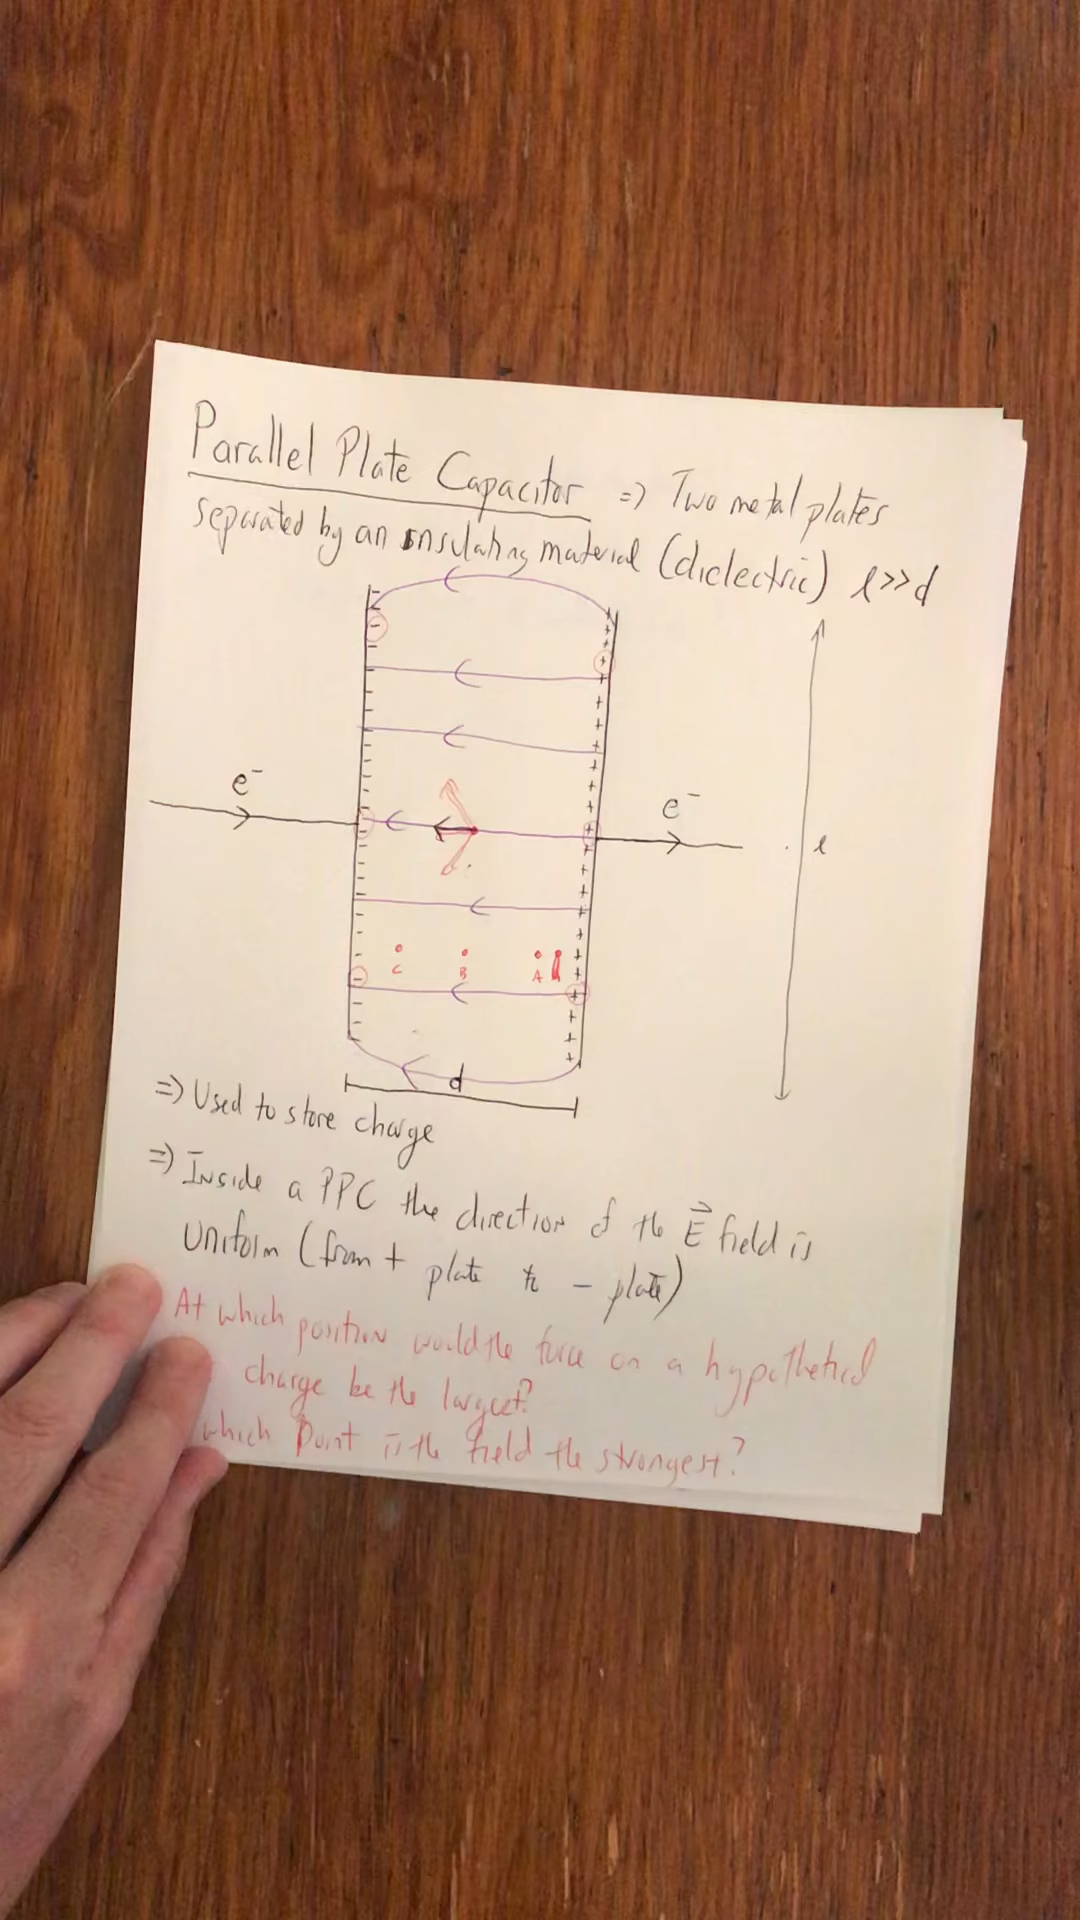 Parallel Plate Capacitor => Two metal plates
separated by an insulating material (dielectric) l>>d
e⁻
e⁻
l
C B A
d
=> Used to store charge
=> Inside a PPC the direction of the E⃗ field is
uniform (from + plate to - plate)
At which position would the force on a hypothetical
charge be the largest?
which Point is the field the strongest?